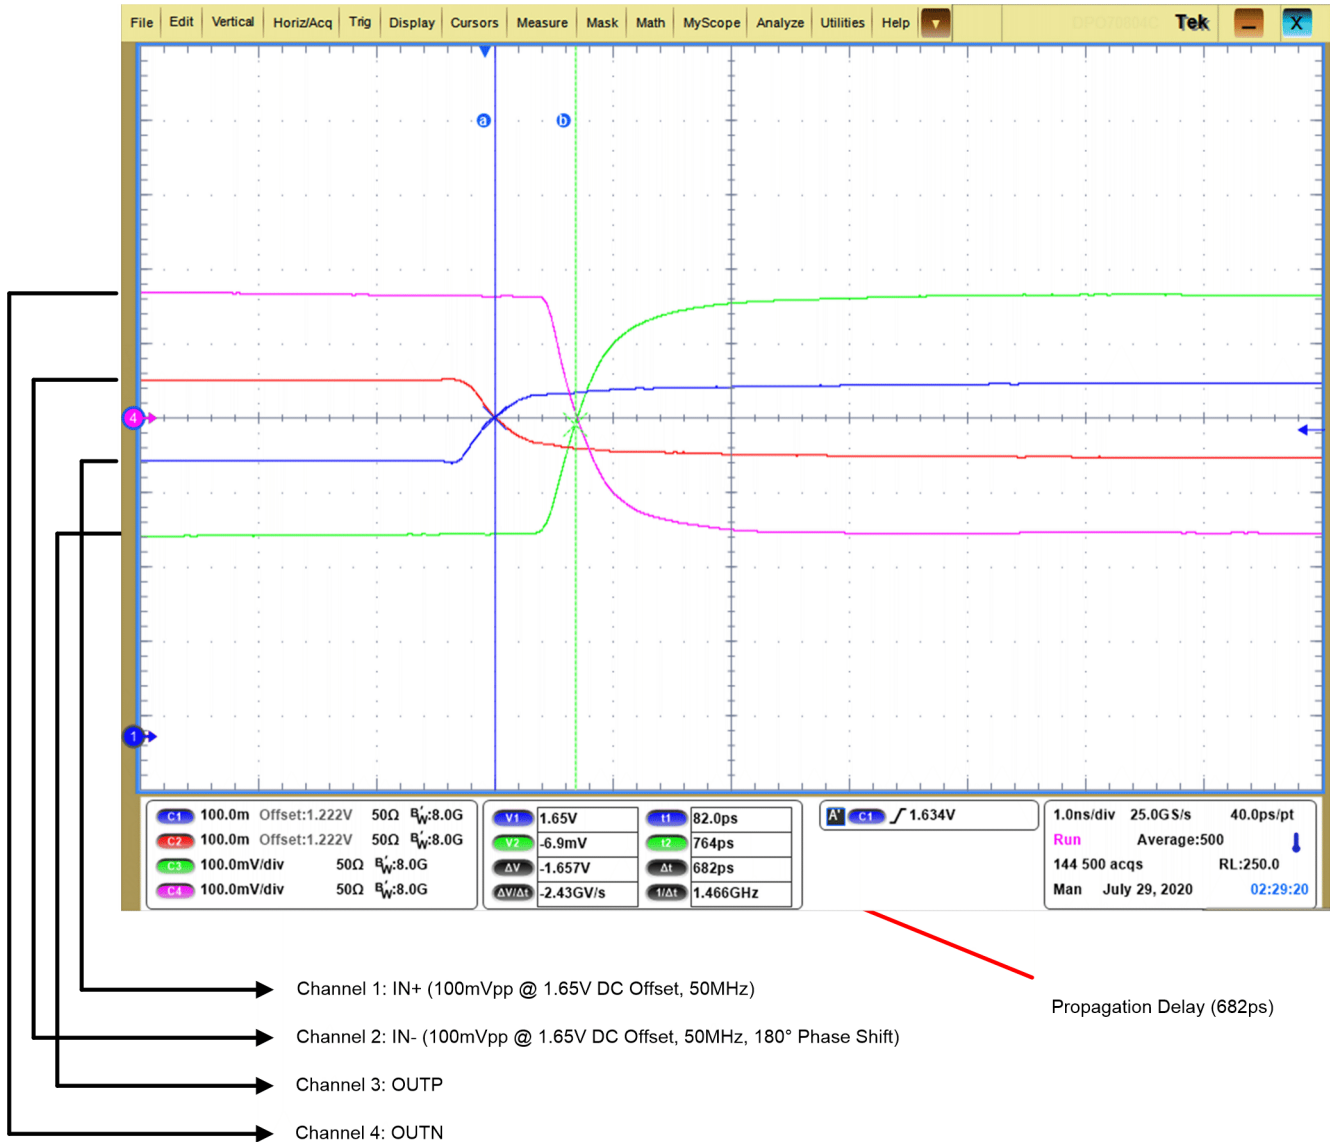 File Edit Vertical Horiz/Acq Trig Display Cursors Measure Mask Math MyScope Analyze Utilities Help Tek X
a b
4
1
C1 100.0m Offset:1.222V 50Ω BW:8.0G
C2 100.0m Offset:1.222V 50Ω BW:8.0G
C3 100.0mV/div 50Ω BW:8.0G
C4 100.0mV/div 50Ω BW:8.0G
V1 1.65V t1 82.0ps
V2 -6.9mV t2 764ps
ΔV -1.657V Δt 682ps
ΔV/Δt -2.43GV/s 1/Δt 1.466GHz
A' C1 1.634V
1.0ns/div 25.0GS/s 40.0ps/pt
Run Average:500
144 500 acqs RL:250.0
Man July 29, 2020 02:29:20
Channel 1: IN+ (100mVpp @ 1.65V DC Offset, 50MHz)
Propagation Delay (682ps)
Channel 2: IN- (100mVpp @ 1.65V DC Offset, 50MHz, 180° Phase Shift)
Channel 3: OUTP
Channel 4: OUTN